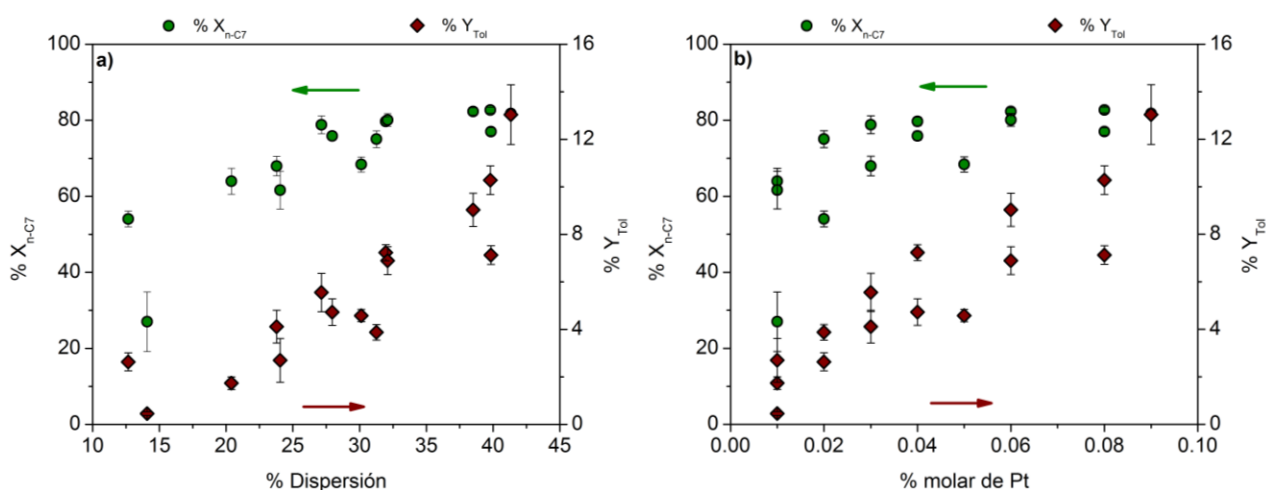 % Xn-C7 % YTol
% Xn-C7 % YTol
a)
b)
% Xn-C7
100
80
60
40
20
0
16
12
8
4
0
% YTol
10 15 20 25 30 35 40 45
% Dispersión
% Xn-C7
100
80
60
40
20
0
16
12
8
4
0
% YTol
0.00 0.02 0.04 0.06 0.08 0.10
% molar de Pt